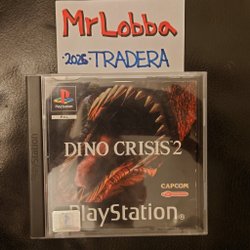 MrLobba
·2025· TRADERA
PlayStation
DINO CRISIS 2
CAPCOM
PlayStation